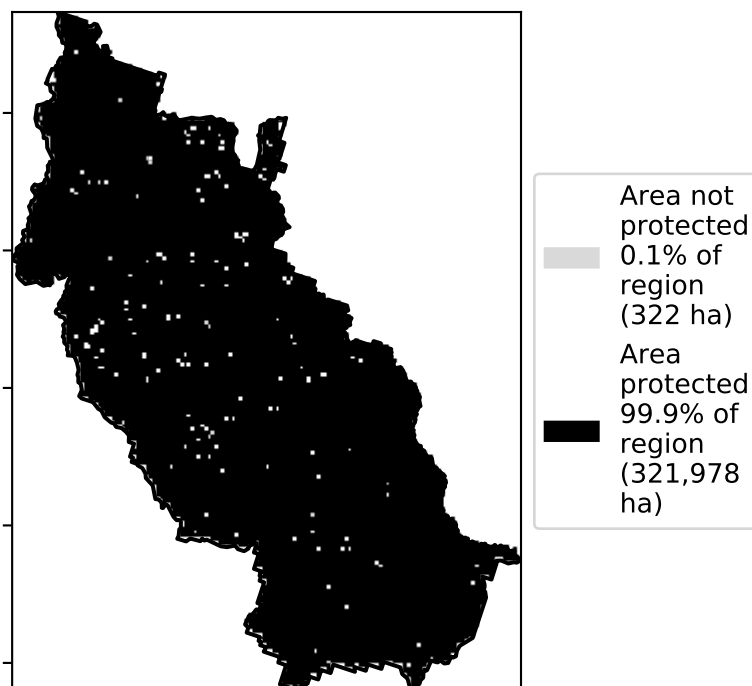 Area not
protected
0.1% of
region
(322 ha)
Area
protected
99.9% of
region
(321,978
ha)